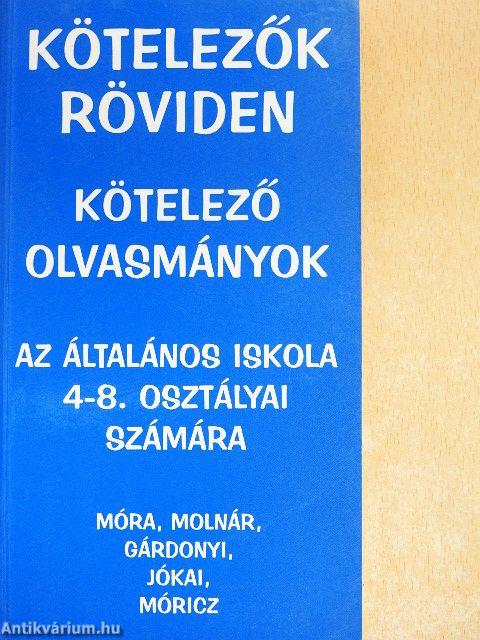 KÖTELEZŐK
RÖVIDEN
KÖTELEZŐ
OLVASMÁNYOK
AZ ÁLTALÁNOS ISKOLA
4-8. OSZTÁLYAI
SZÁMÁRA
MÓRA, MOLNÁR,
GÁRDONYI,
JÓKAI,
MÓRICZ
Antikvárium.hu